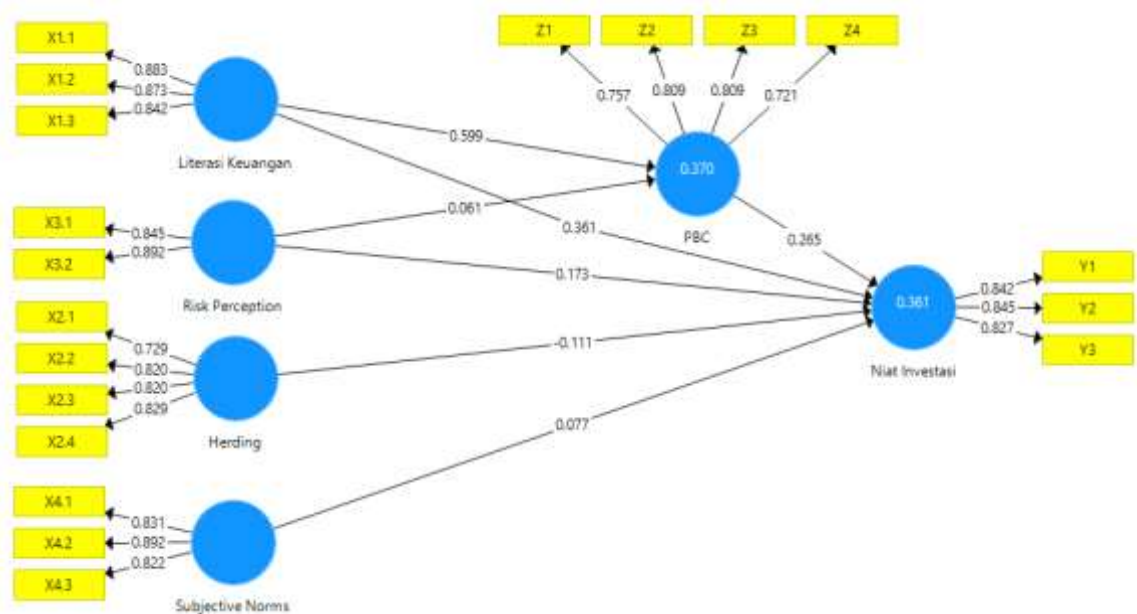 X1.1
X1.2
X1.3
0.883
0.873
0.842
Literasi Keuangan
Z1
Z2
Z3
Z4
0.757
0.809
0.809
0.721
0.370
PBC
0.599
0.061
0.361
0.265
0.173
-0.111
0.077
X3.1
X3.2
0.845
0.892
Risk Perception
X2.1
X2.2
X2.3
X2.4
0.729
0.820
0.820
0.829
Herding
X4.1
X4.2
X4.3
0.831
0.892
0.822
Subjective Norms
0.361
Niat Investasi
0.842
0.845
0.827
Y1
Y2
Y3